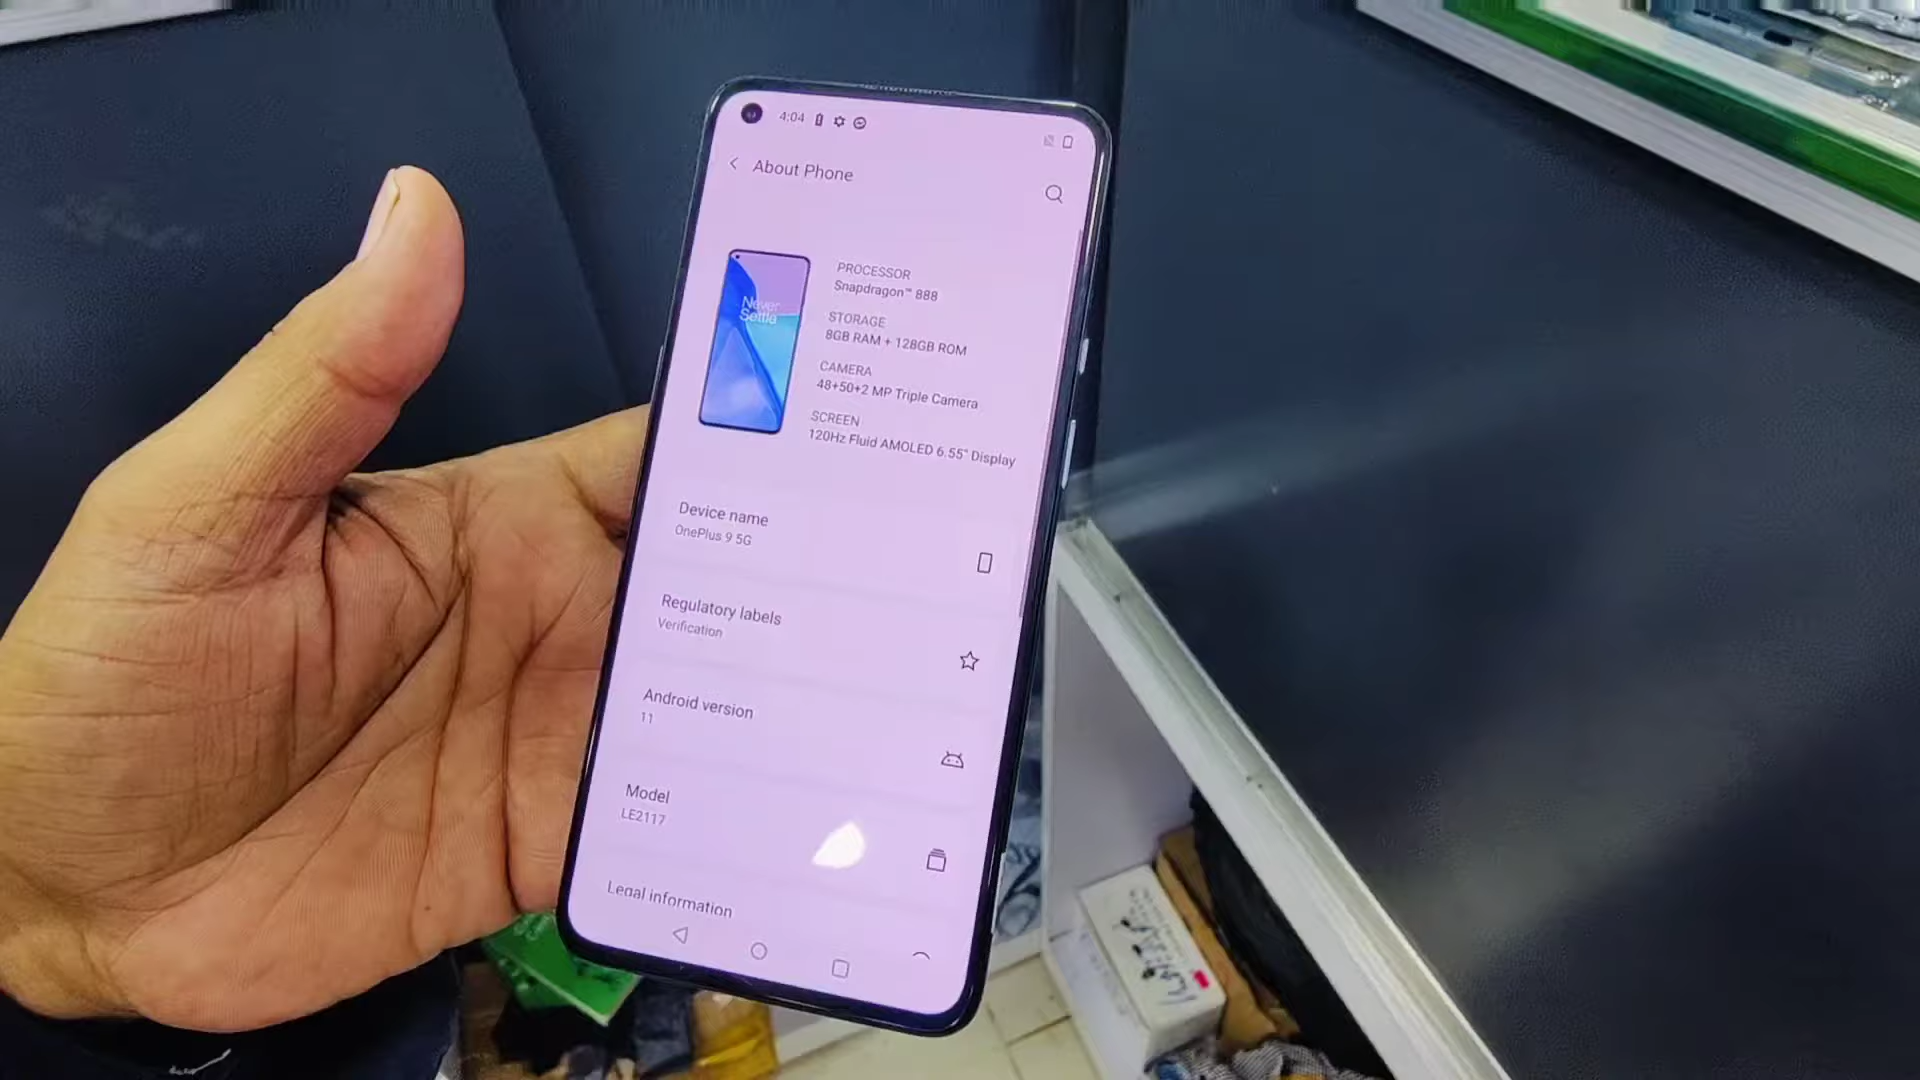 4:04
About Phone
Never
Settle
PROCESSOR
Snapdragon™ 888
STORAGE
8GB RAM + 128GB ROM
CAMERA
48+50+2 MP Triple Camera
SCREEN
120Hz Fluid AMOLED 6.55" Display
Device name
OnePlus 9 5G
Regulatory labels
Verification
Android version
11
Model
LE2117
Legal information